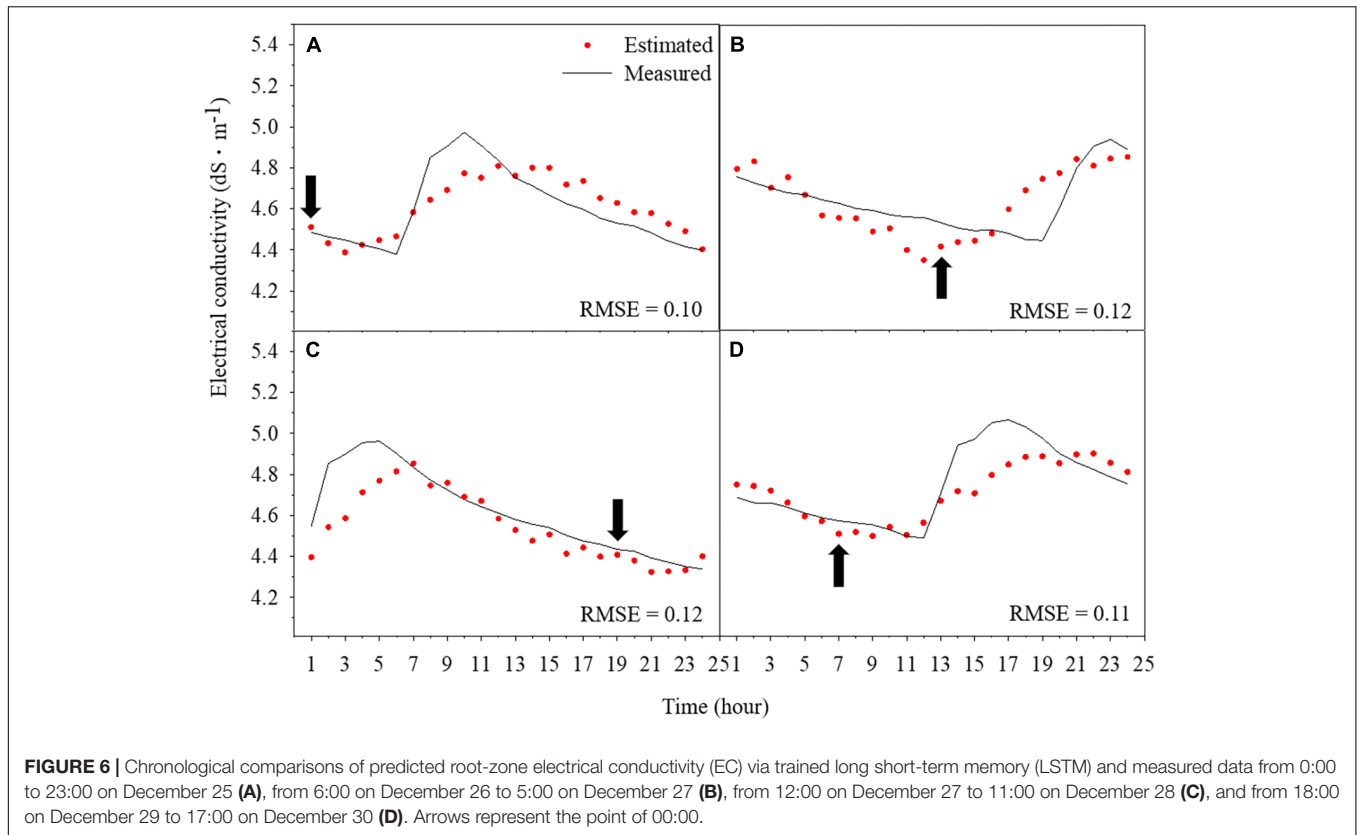 Electrical conductivity (dS · m⁻¹)
5.4
5.2
5.0
4.8
4.6
4.4
4.2
A
Estimated
Measured
RMSE = 0.10
B
RMSE = 0.12
5.4
5.2
5.0
4.8
4.6
4.4
4.2
C
RMSE = 0.12
D
RMSE = 0.11
1 3 5 7 9 11 13 15 17 19 21 23 25 1 3 5 7 9 11 13 15 17 19 21 23 25
Time (hour)
FIGURE 6 | Chronological comparisons of predicted root-zone electrical conductivity (EC) via trained long short-term memory (LSTM) and measured data from 0:00
to 23:00 on December 25 (A), from 6:00 on December 26 to 5:00 on December 27 (B), from 12:00 on December 27 to 11:00 on December 28 (C), and from 18:00
on December 29 to 17:00 on December 30 (D). Arrows represent the point of 00:00.